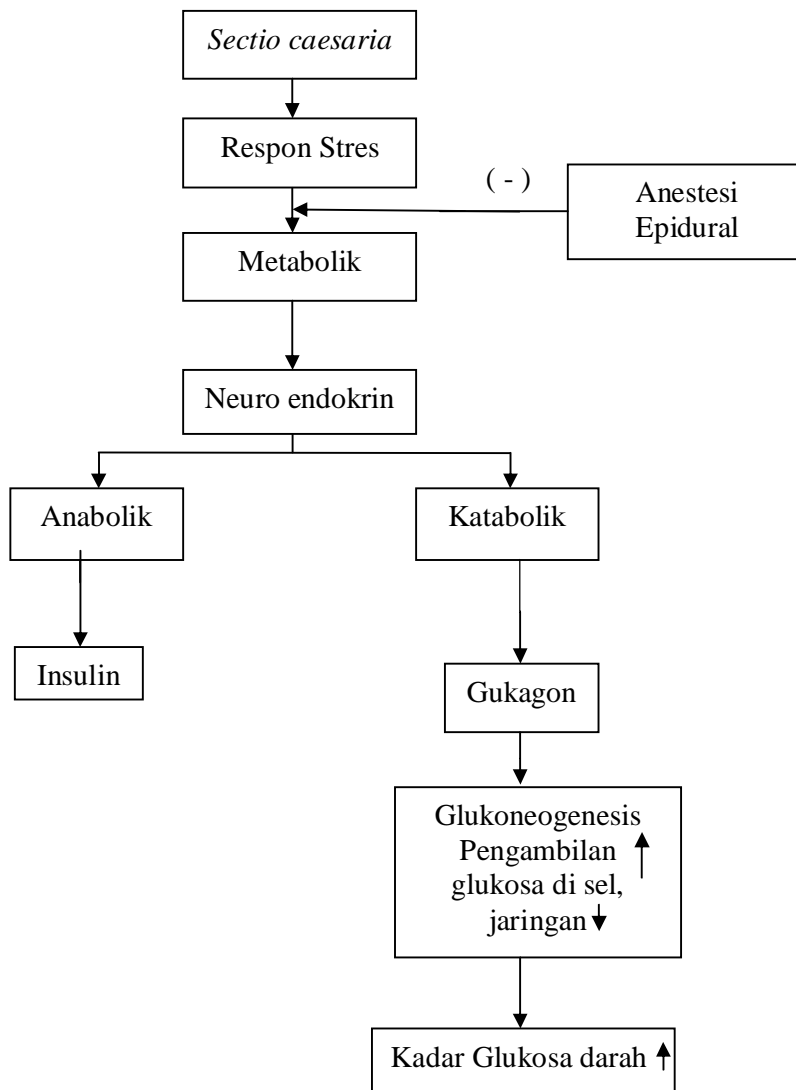 Sectio caesaria
Respon Stres
( - )
Anestesi
Epidural
Metabolik
Neuro endokrin
Anabolik
Katabolik
Insulin
Gukagon
Glukoneogenesis
Pengambilan
glukosa di sel,
jaringan
Kadar Glukosa darah